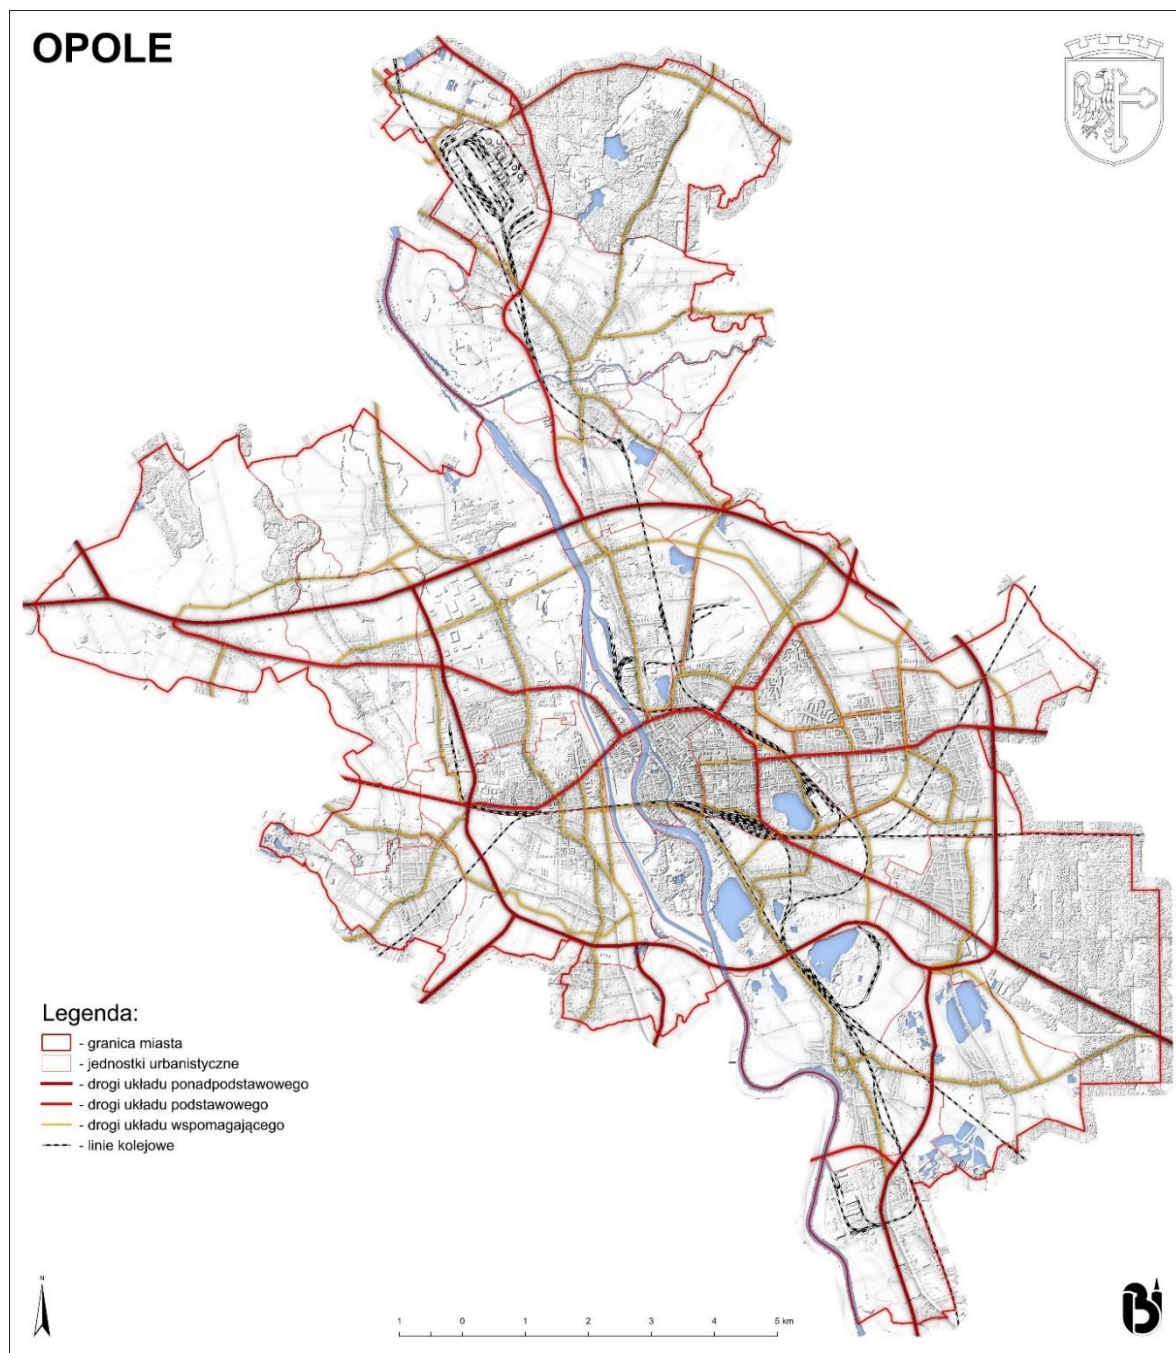 OPOLE
Legenda:
- granica miasta
- jednostki urbanistyczne
- drogi układu ponadpodstawowego
- drogi układu podstawowego
- drogi układu wspomagającego
- linie kolejowe
N
1 0 1 2 3 4 5 km